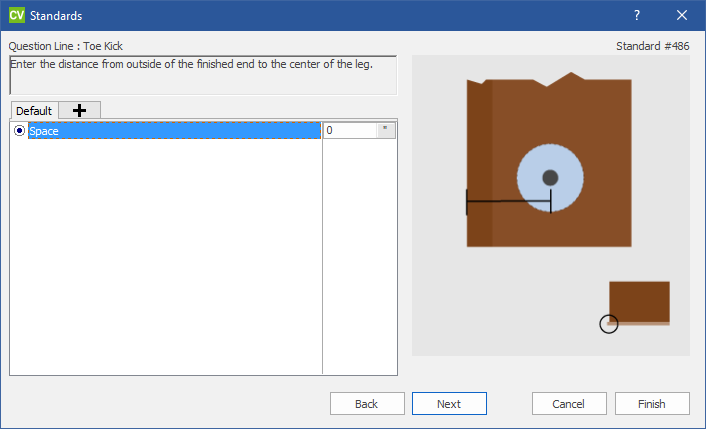 CV Standards ?
Question Line : Toe Kick
Standard #486
Enter the distance from outside of the finished end to the center of the leg.
Default
Space 0 "
Back Next Cancel Finish